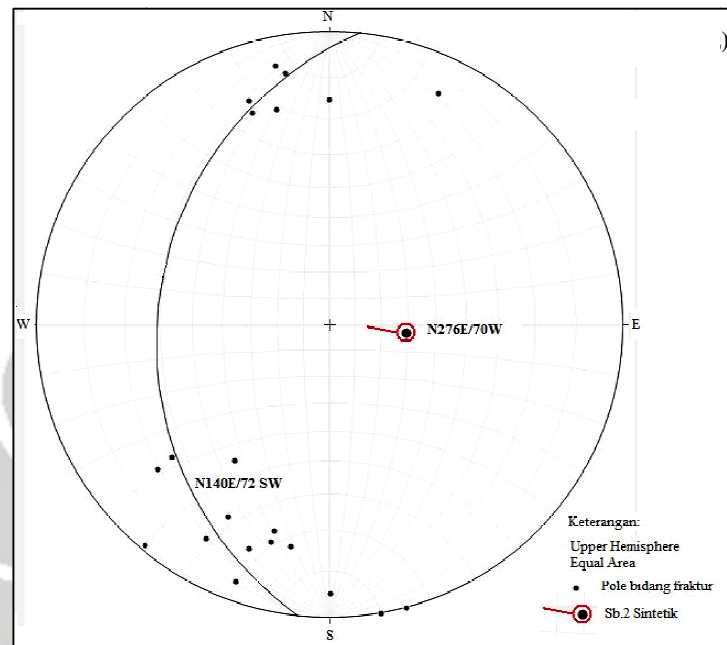 N
;)
W
E
N276E/70W
N140E/72 SW
S
Keterangan:
Upper Hemisphere
Equal Area
Pole bidang fraktur
Sb.2 Sintetik